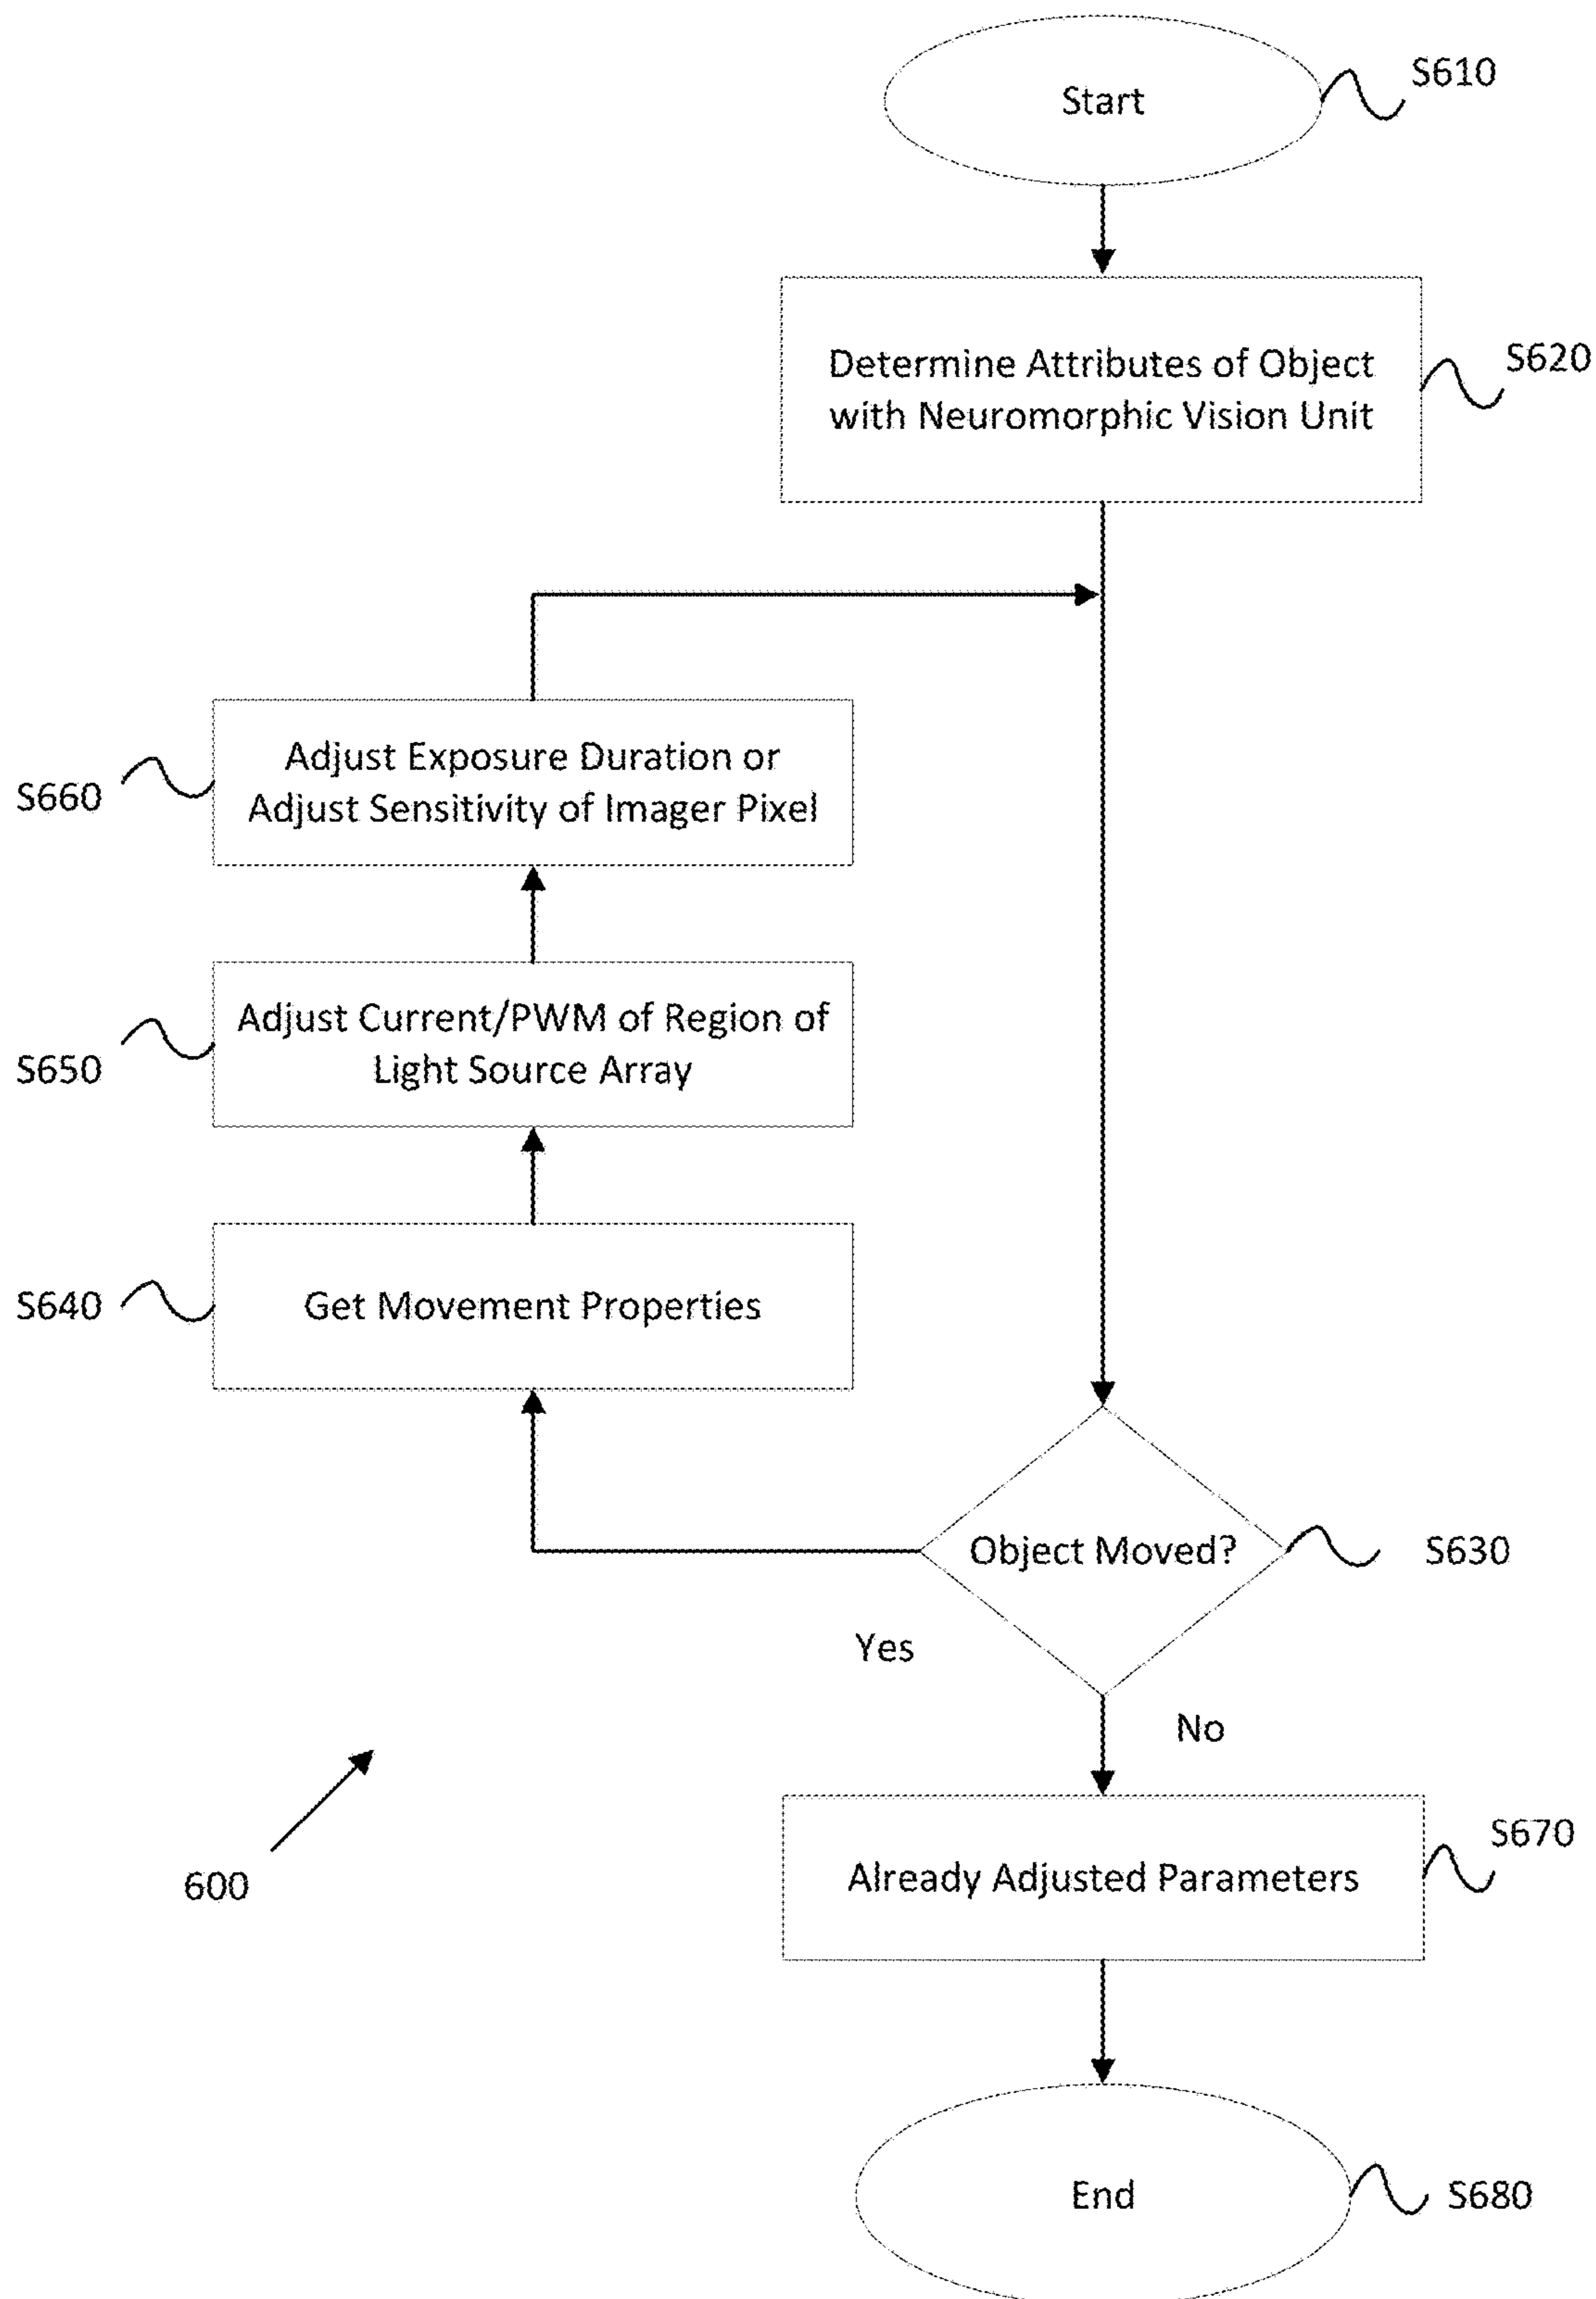 Start
S610
Determine Attributes of Object
with Neuromorphic Vision Unit
S620
Adjust Exposure Duration or
Adjust Sensitivity of Imager Pixel
S660
Adjust Current/PWM of Region of
Light Source Array
S650
Get Movement Properties
S640
Object Moved?
S630
Yes
No
Already Adjusted Parameters
S670
600
End
S680